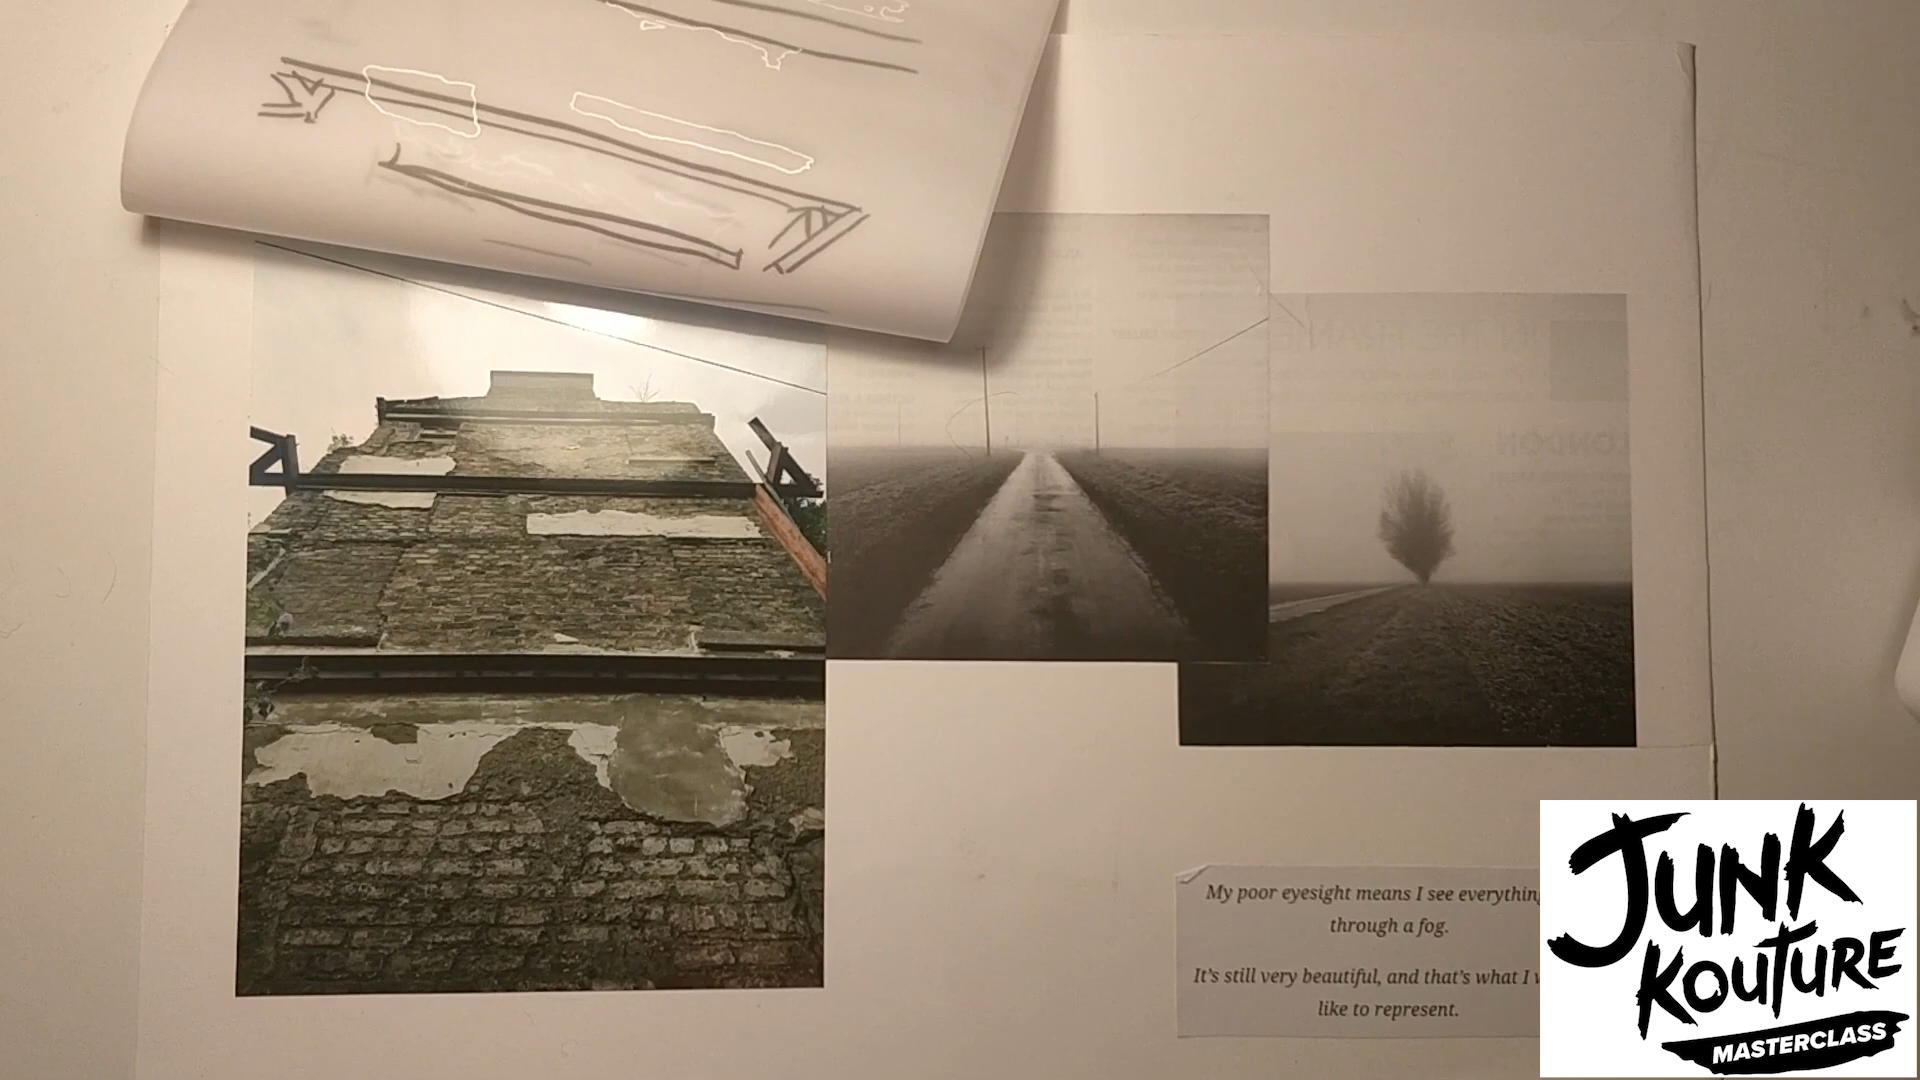 My poor eyesight means I see everything
through a fog.
It's still very beautiful, and that's what I
like to represent.
JUNK
KOUTURE
MASTERCLASS